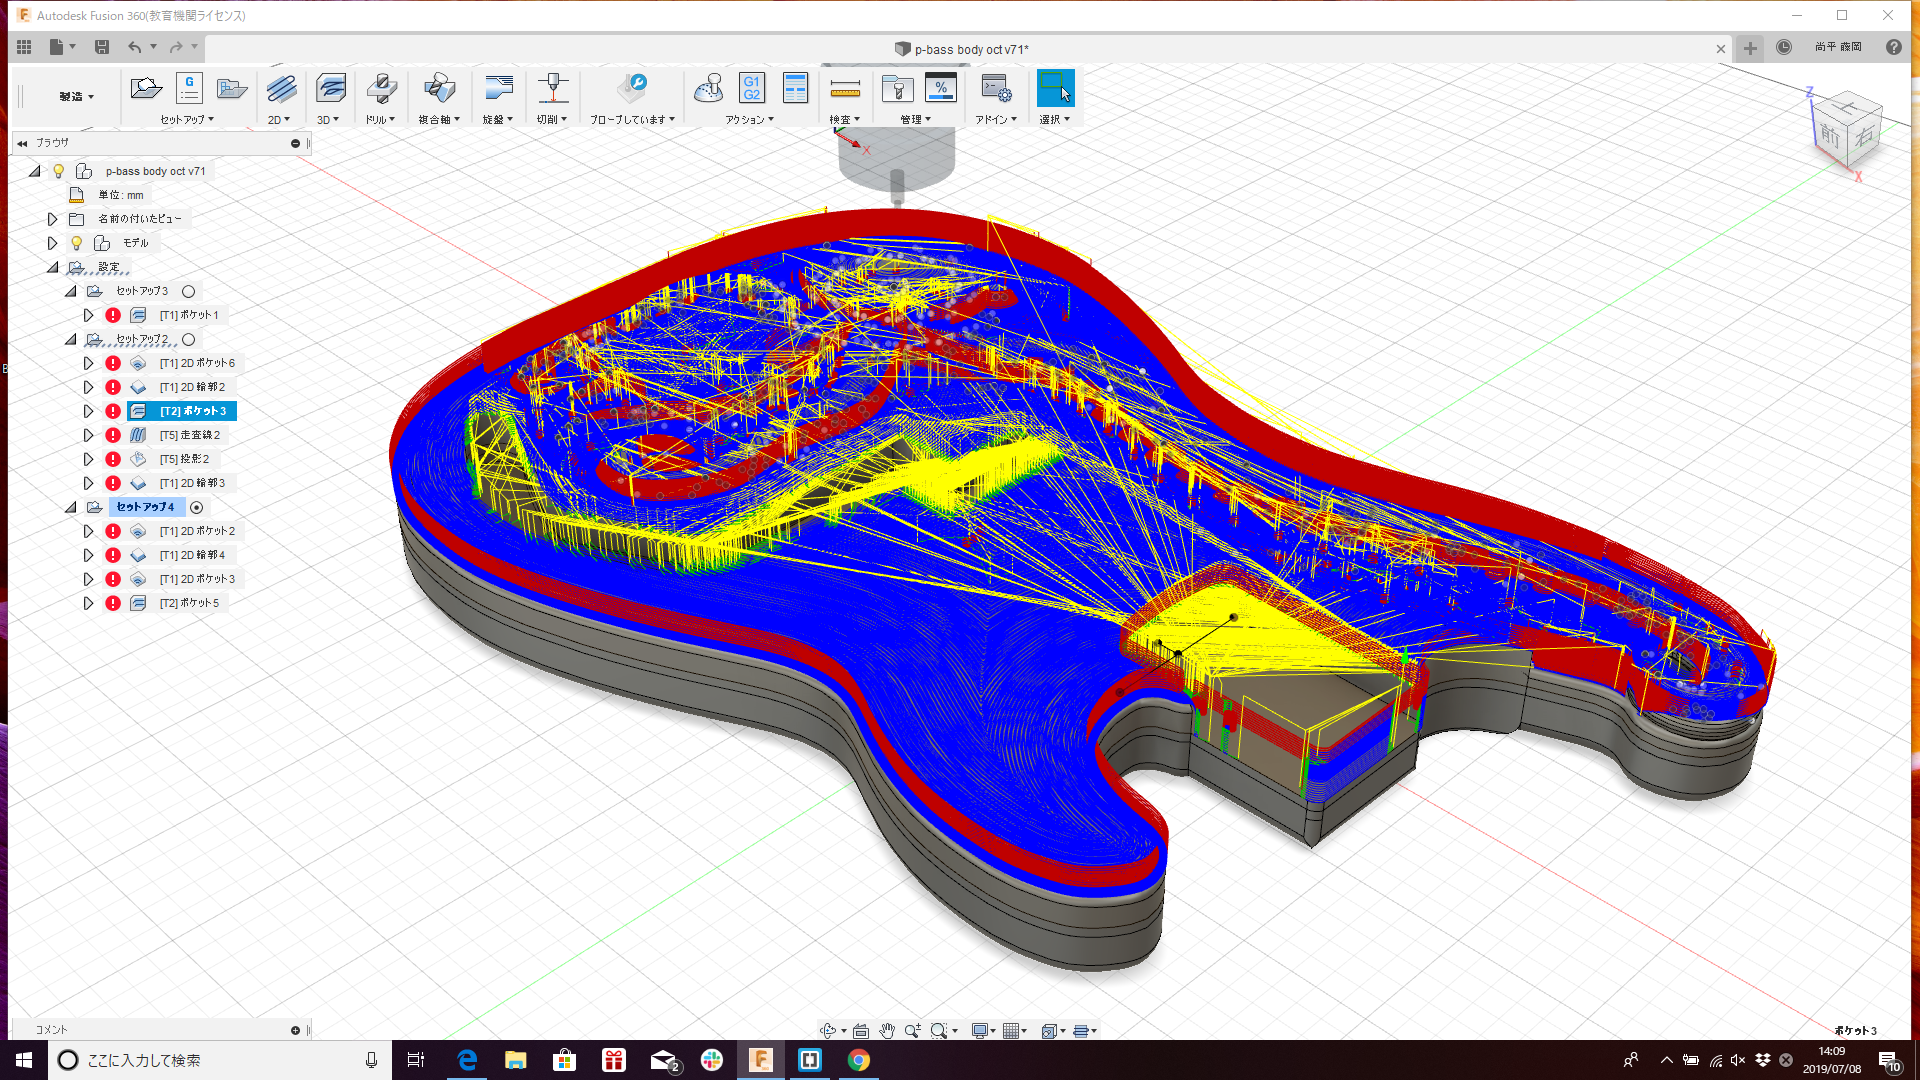 Autodesk Fusion 360(教育機関ライセンス)
p-bass body oct v71*
尚平 薮岡
製造
G
G1
G2
%
セットアップ
2D
3D
ドリル
複合軸
旋盤
切削
プローブしています
アクション
検査
管理
アドイン
選択
ブラウザ
p-bass body oct v71
単位: mm
名前の付いたビュー
モデル
設定
セットアップ3
[T1] ポケット1
セットアップ2
[T1] 2D ポケット6
[T1] 2D 輪郭2
[T2] ポケット3
[T5] 走査線2
[T5] 投影2
[T1] 2D 輪郭3
セットアップ4
[T1] 2D ポケット2
[T1] 2D 輪郭4
[T1] 2D ポケット3
[T2] ポケット5
X
Z
上
前
右
X
コメント
ポケット3
ここに入力して検索
2
14:09
2019/07/08
10